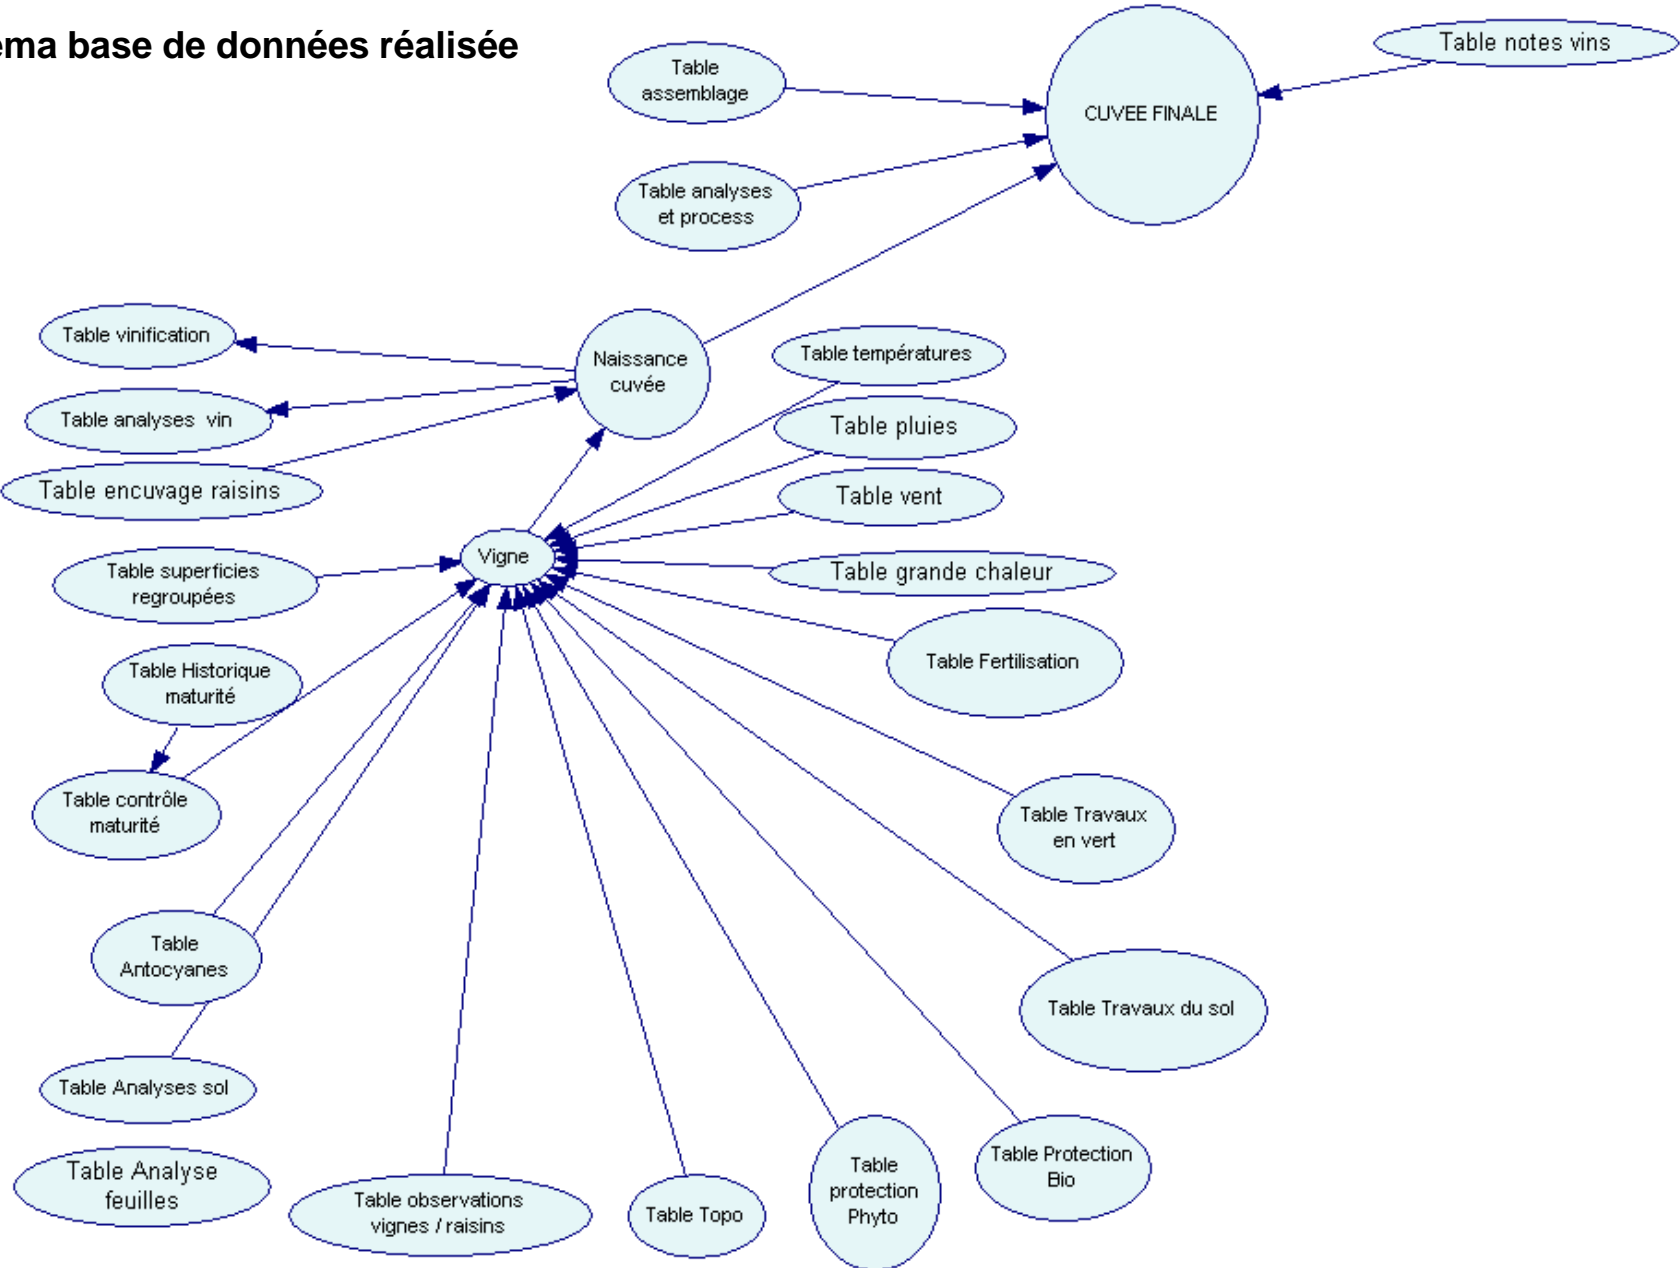 ema base de données réalisée
Table notes vins
Table
assemblage
CUVEE FINALE
Table analyses
et process
Table vinification
Naissance
cuvée
Table températures
Table analyses vin
Table pluies
Table encuvage raisins
Table vent
Vigne
Table superficies
regroupées
Table grande chaleur
Table Historique
maturité
Table Fertilisation
Table contrôle
maturité
Table Travaux
en vert
Table
Antocyanes
Table Travaux du sol
Table Analyses sol
Table Analyse
feuilles
Table observations
vignes / raisins
Table Topo
Table
protection
Phyto
Table Protection
Bio